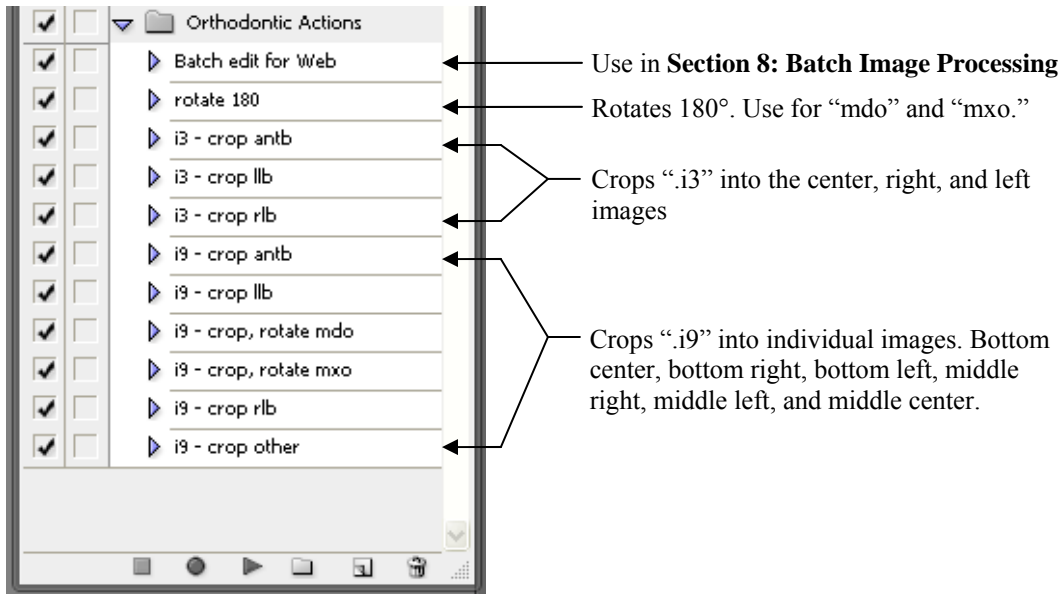 Orthodontic Actions
Batch edit for Web
rotate 180
i3 - crop antb
i3 - crop llb
i3 - crop rlb
i9 - crop antb
i9 - crop llb
i9 - crop, rotate mdo
i9 - crop, rotate mxo
i9 - crop rlb
i9 - crop other
Use in Section 8: Batch Image Processing
Rotates 180°. Use for “mdo” and “mxo.”
Crops “.i3” into the center, right, and left
images
Crops “.i9” into individual images. Bottom
center, bottom right, bottom left, middle
right, middle left, and middle center.